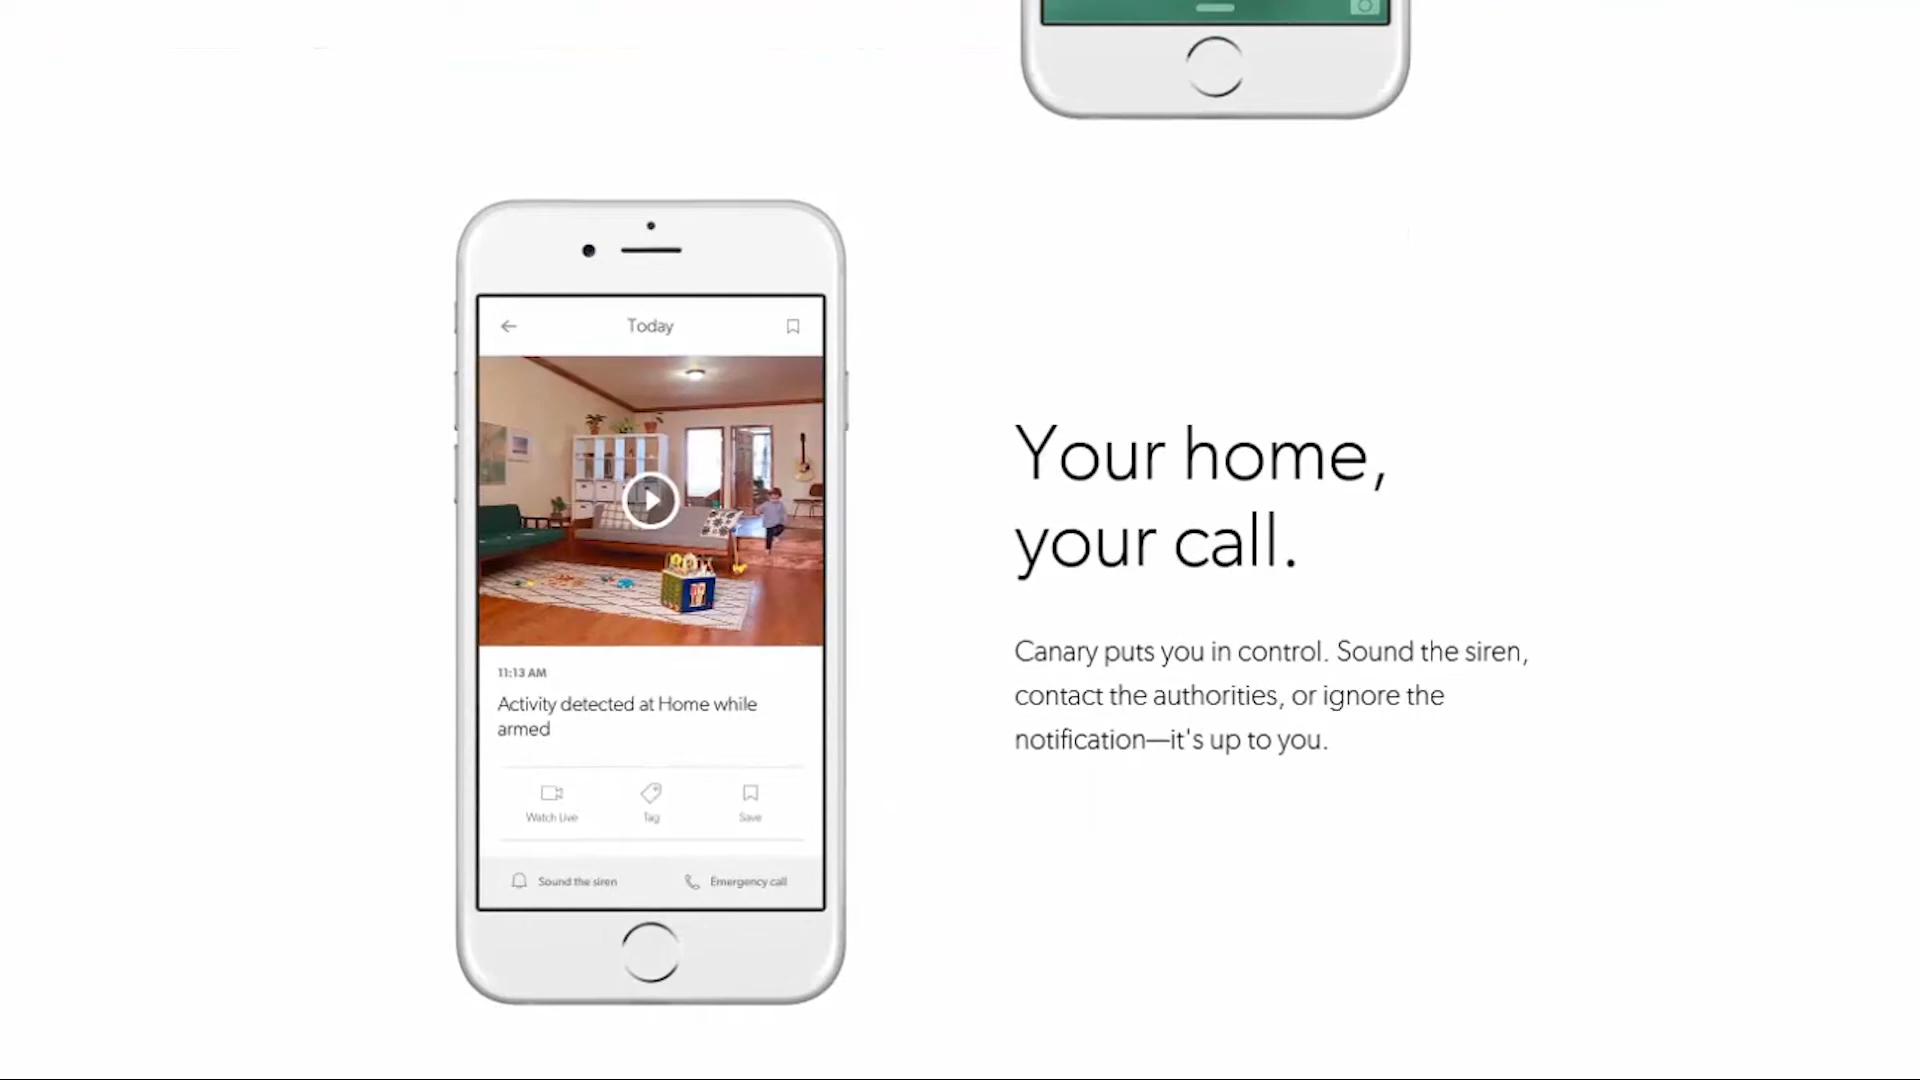 Today
11:13 AM
Activity detected at Home while
armed
Watch Live
Tag
Save
Sound the siren
Emergency call
Your home,
your call.
Canary puts you in control. Sound the siren,
contact the authorities, or ignore the
notification—it's up to you.